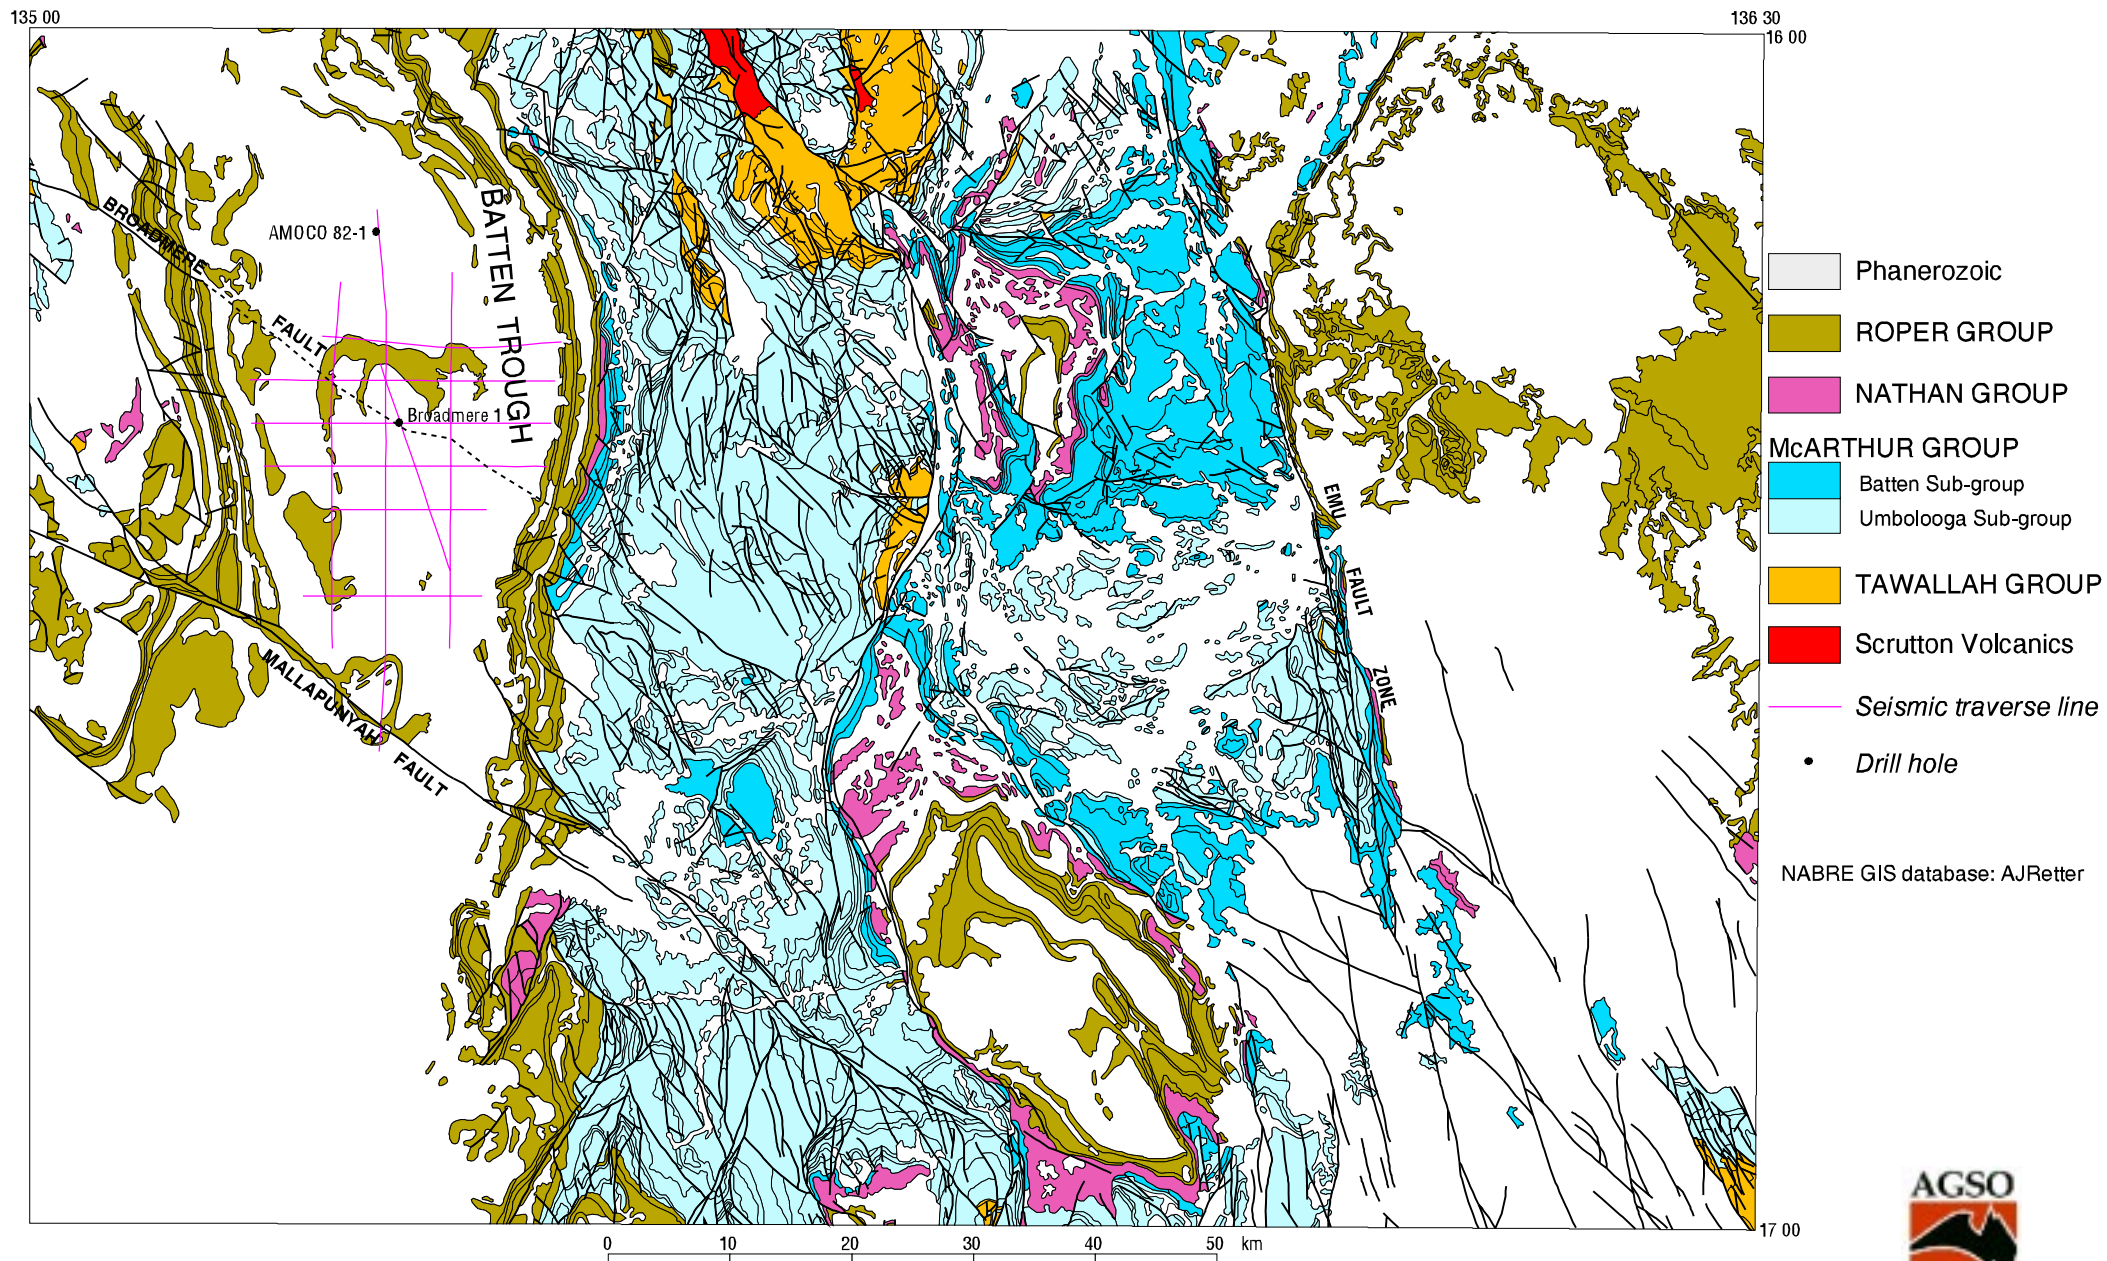 135 00
136 30
16 00
BROADMERE
FAULT
AMOCO 82-1
BATTEN TROUGH
Broadmere 1
MALLAPUNYAH FAULT
EMU
FAULT
ZONE
Phanerozoic
ROPER GROUP
NATHAN GROUP
McARTHUR GROUP
Batten Sub-group
Umbolooga Sub-group
TAWALLAH GROUP
Scrutton Volcanics
Seismic traverse line
Drill hole
NABRE GIS database: AJRetter
AGSO
17 00
0 10 20 30 40 50 km